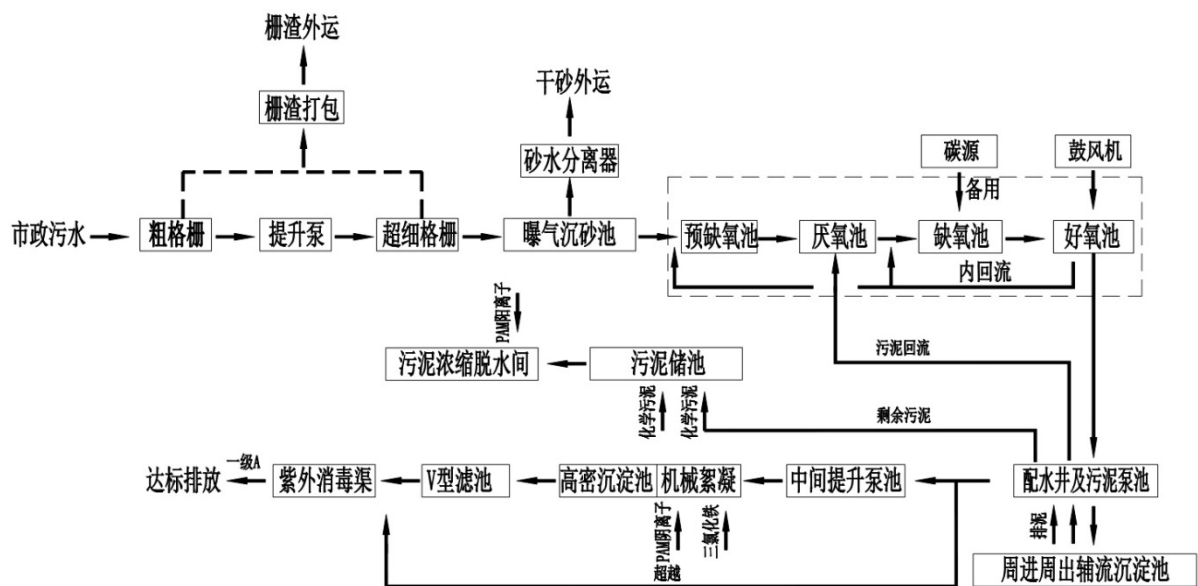 栅渣外运
干砂外运
栅渣打包
砂水分离器
碳源
鼓风机
备用
市政污水
粗格栅
提升泵
超细格栅
曝气沉砂池
预缺氧池
厌氧池
缺氧池
好氧池
内回流
PAM阳离子
污泥回流
污泥浓缩脱水间
污泥储池
化学污泥
化学污泥
剩余污泥
达标排放
一级A
紫外消毒渠
V型滤池
高密沉淀池
机械絮凝
中间提升泵池
配水井及污泥泵池
PAM阴离子
三氯化铁
超越
排泥
周进周出辐流沉淀池